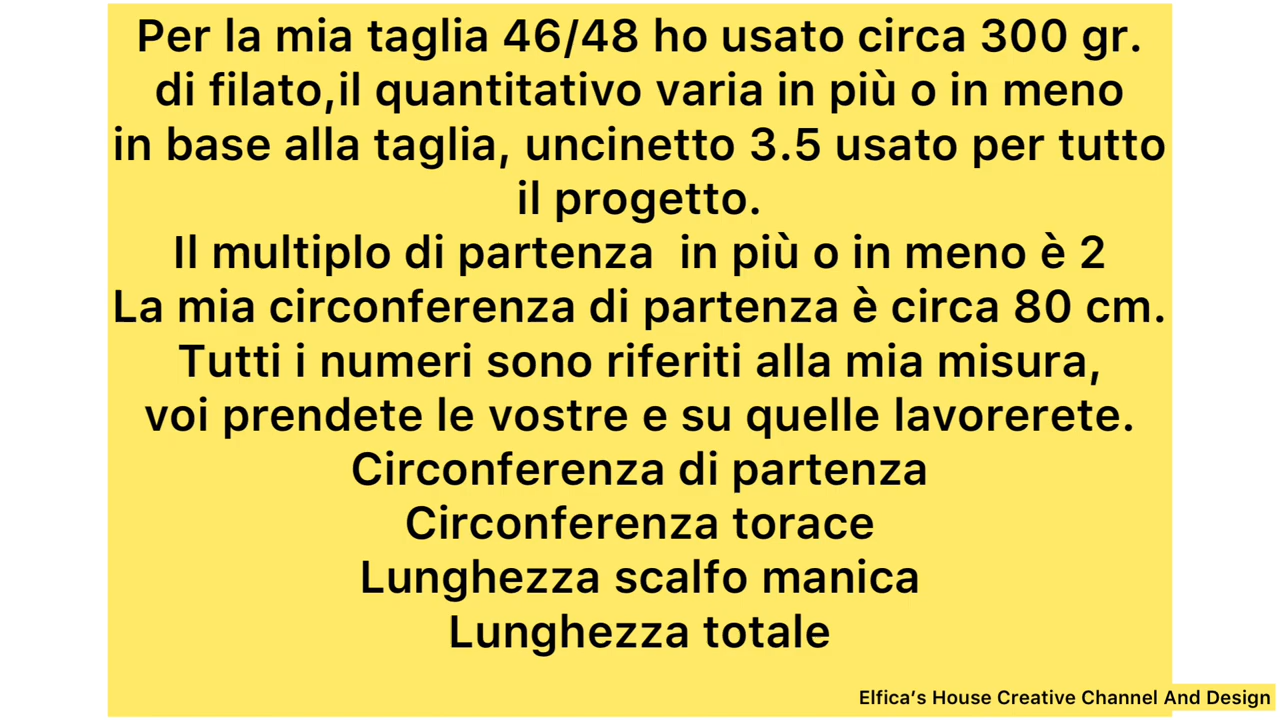 Per la mia taglia 46/48 ho usato circa 300 gr.
di filato,il quantitativo varia in più o in meno
in base alla taglia, uncinetto 3.5 usato per tutto
il progetto.
Il multiplo di partenza  in più o in meno è 2
La mia circonferenza di partenza è circa 80 cm.
Tutti i numeri sono riferiti alla mia misura,
voi prendete le vostre e su quelle lavorerete.
Circonferenza di partenza
Circonferenza torace
Lunghezza scalfo manica
Lunghezza totale
Elfica’s House Creative Channel And Design